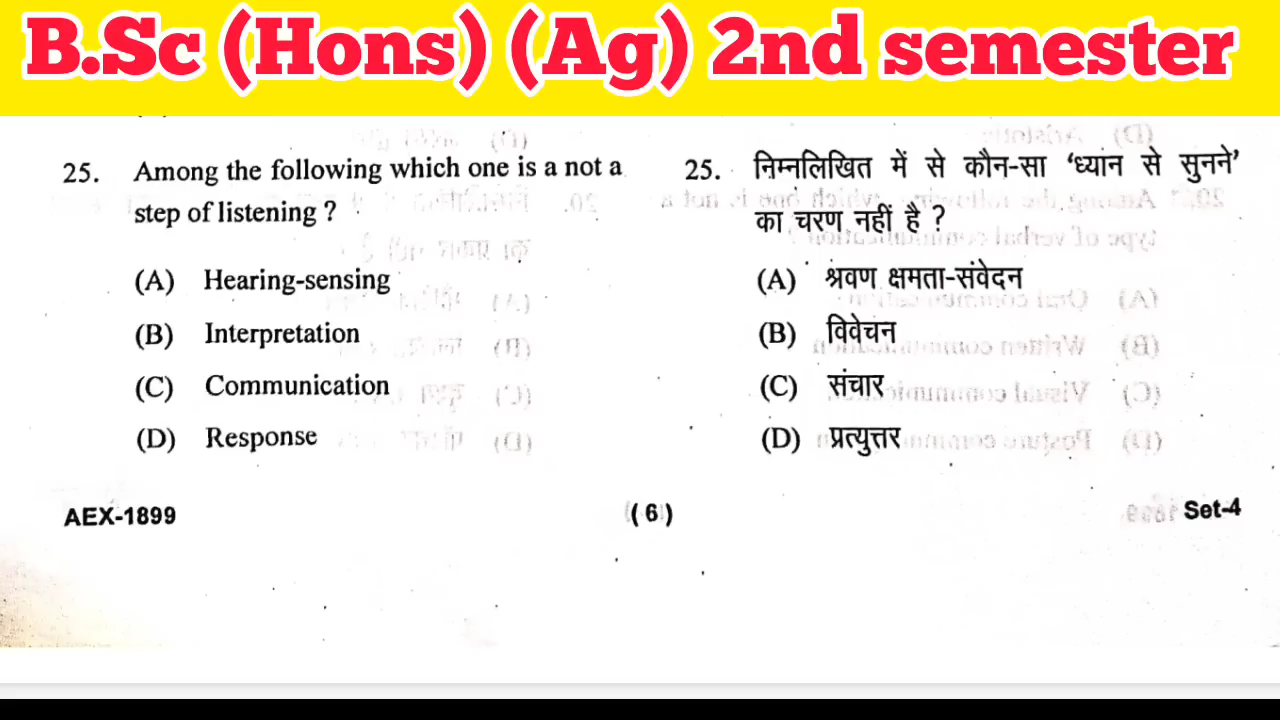 B.Sc (Hons) (Ag) 2nd semester
25. Among the following which one is a not a
step of listening ?
(A) Hearing-sensing
(B) Interpretation
(C) Communication
(D) Response
25. निम्नलिखित में से कौन-सा ‘ध्यान से सुनने’
का चरण नहीं है ?
(A) श्रवण क्षमता-संवेदन
(B) विवेचन
(C) संचार
(D) प्रत्युत्तर
AEX-1899 ( 6 ) Set-4